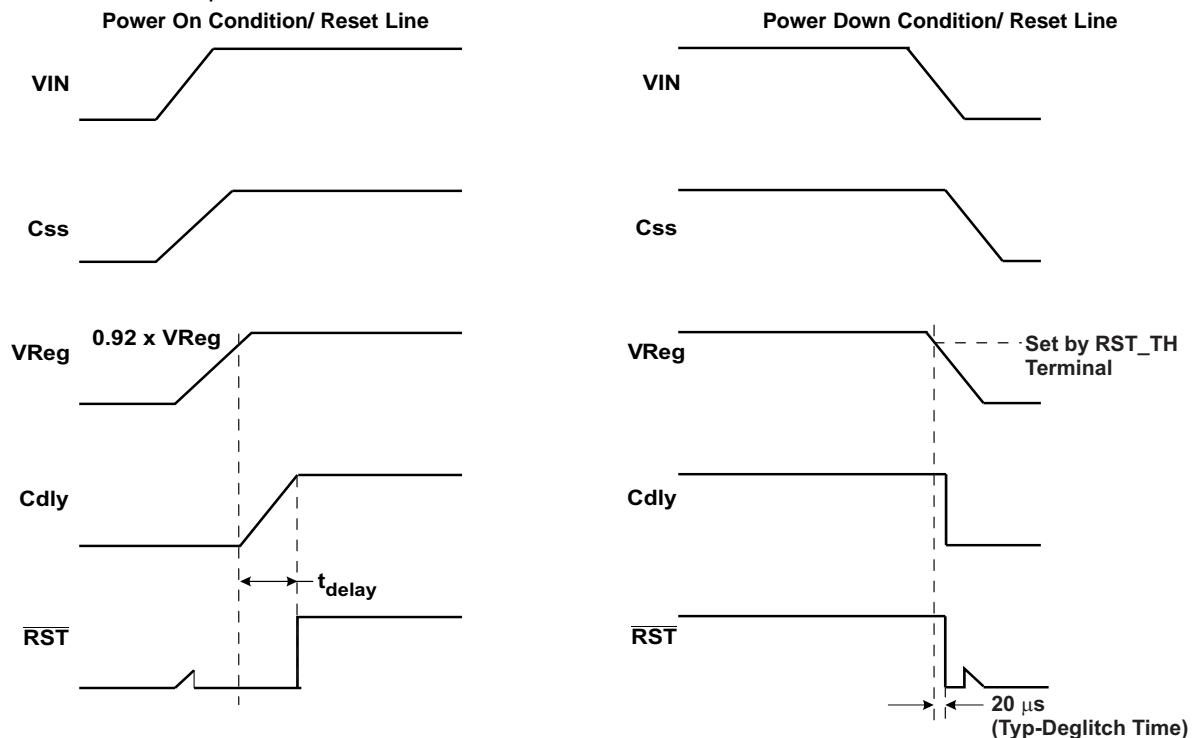 Power On Condition/ Reset Line
VIN
Css
0.92 x VReg
VReg
Cdly
tdelay
RST
Power Down Condition/ Reset Line
VIN
Css
VReg
Set by RST_TH
Terminal
Cdly
RST
20 μs
(Typ-Deglitch Time)